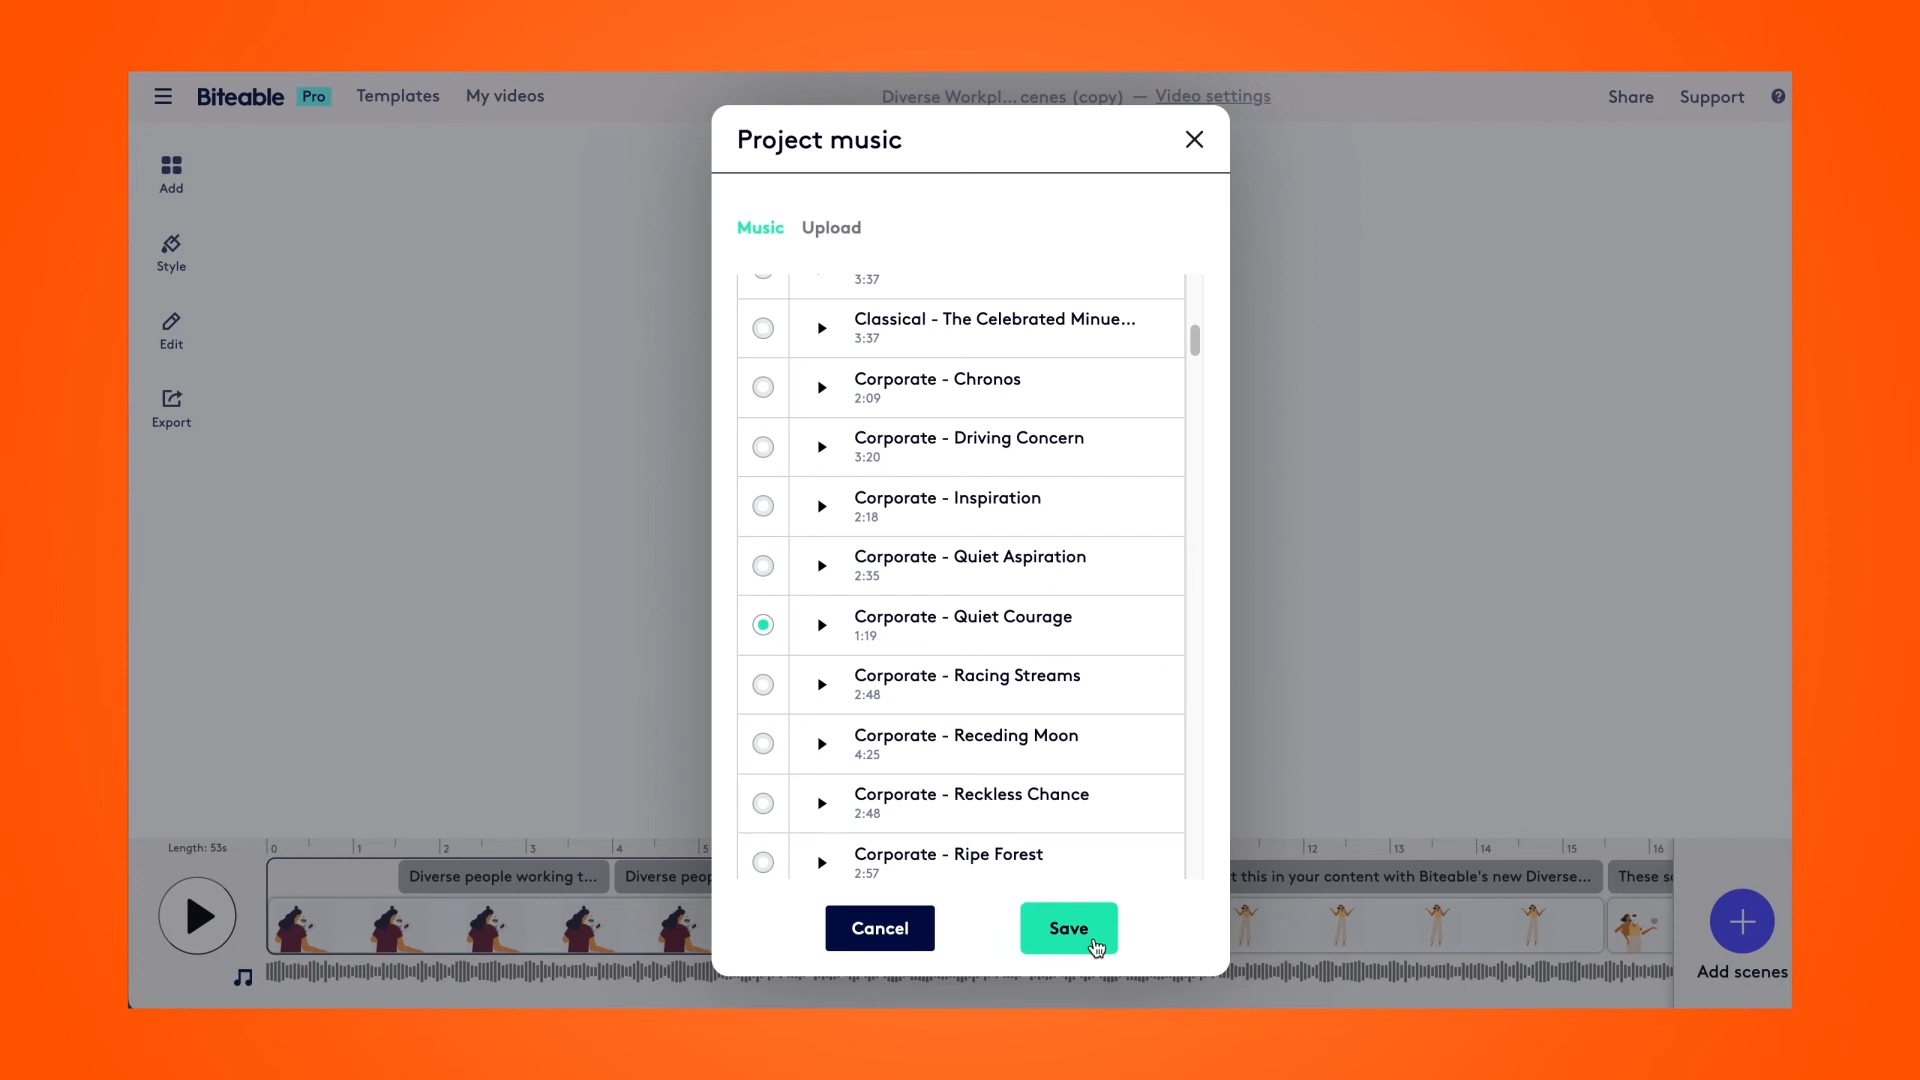 Biteable Pro Templates My videos
Diverse Workpl...cenes (copy) — Video settings
Share Support ?
Add
Style
Edit
Export
Project music
Music Upload
3:37
Classical - The Celebrated Minue...
3:37
Corporate - Chronos
2:09
Corporate - Driving Concern
3:20
Corporate - Inspiration
2:18
Corporate - Quiet Aspiration
2:35
Corporate - Quiet Courage
1:19
Corporate - Racing Streams
2:48
Corporate - Receding Moon
4:25
Corporate - Reckless Chance
2:48
Corporate - Ripe Forest
2:57
Cancel Save
Length: 53s
0 1 2 3 4 5 12 13 14 15 16
Diverse people working t... Diverse peop t this in your content with Biteable's new Diverse... These s
Add scenes